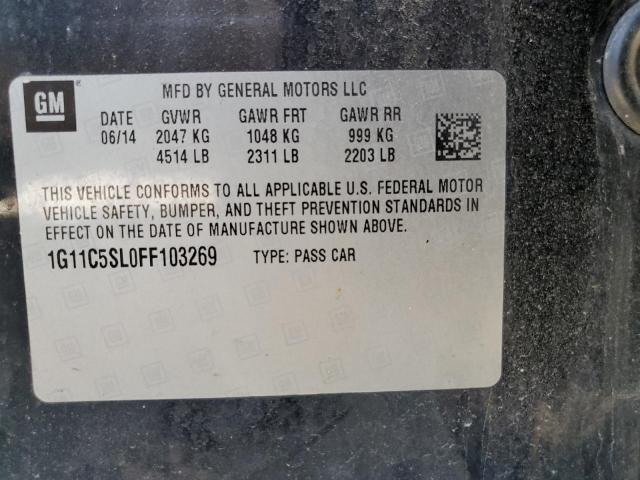 GM
MFD BY GENERAL MOTORS LLC
DATE GVWR GAWR FRT GAWR RR
06/14 2047 KG 1048 KG 999 KG
4514 LB 2311 LB 2203 LB
THIS VEHICLE CONFORMS TO ALL APPLICABLE U.S. FEDERAL MOTOR
VEHICLE SAFETY, BUMPER, AND THEFT PREVENTION STANDARDS IN
EFFECT ON THE DATE OF MANUFACTURE SHOWN ABOVE.
1G11C5SL0FF103269 TYPE: PASS CAR